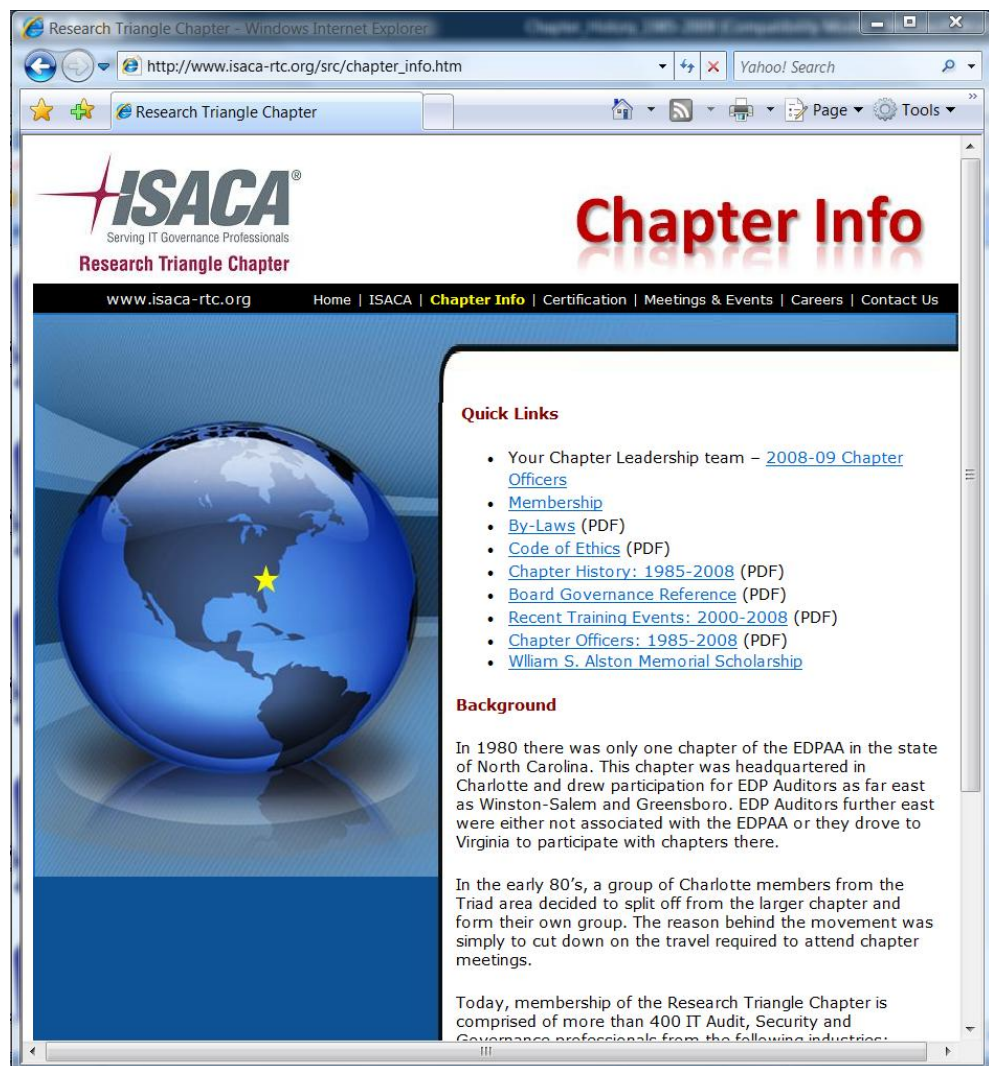 Research Triangle Chapter - Windows Internet Explorer
http://www.isaca-rtc.org/src/chapter_info.htm
Yahoo! Search
Research Triangle Chapter
Page
Tools
ISACA®
Serving IT Governance Professionals
Research Triangle Chapter
Chapter Info
www.isaca-rtc.org Home | ISACA | Chapter Info | Certification | Meetings & Events | Careers | Contact Us
Quick Links
• Your Chapter Leadership team – 2008-09 Chapter
Officers
• Membership
• By-Laws (PDF)
• Code of Ethics (PDF)
• Chapter History: 1985-2008 (PDF)
• Board Governance Reference (PDF)
• Recent Training Events: 2000-2008 (PDF)
• Chapter Officers: 1985-2008 (PDF)
• Wlliam S. Alston Memorial Scholarship
Background
In 1980 there was only one chapter of the EDPAA in the state
of North Carolina. This chapter was headquartered in
Charlotte and drew participation for EDP Auditors as far east
as Winston-Salem and Greensboro. EDP Auditors further east
were either not associated with the EDPAA or they drove to
Virginia to participate with chapters there.
In the early 80’s, a group of Charlotte members from the
Triad area decided to split off from the larger chapter and
form their own group. The reason behind the movement was
simply to cut down on the travel required to attend chapter
meetings.
Today, membership of the Research Triangle Chapter is
comprised of more than 400 IT Audit, Security and
Governance professionals from the following industries: